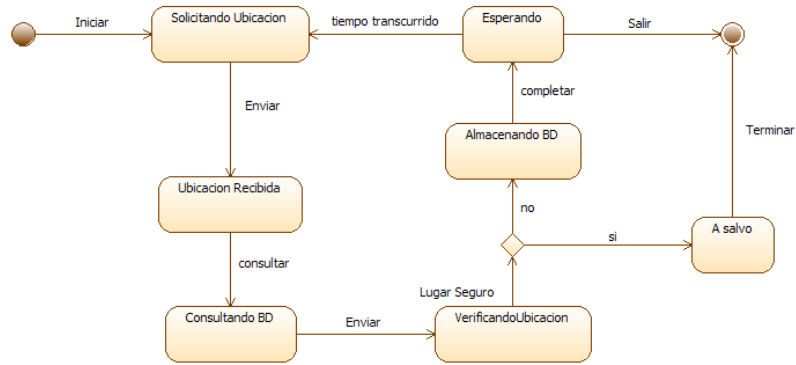 Iniciar
Solicitando Ubicacion
tiempo transcurrido
Esperando
Salir
Enviar
completar
Almacenando BD
Terminar
Ubicacion Recibida
no
A salvo
si
consultar
Lugar Seguro
Consultando BD
Enviar
VerificandoUbicacion